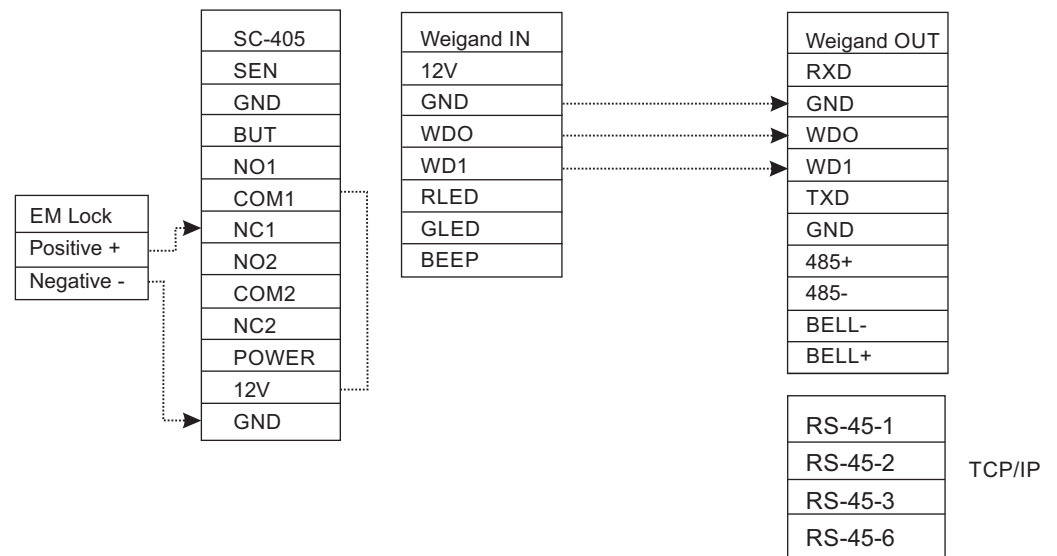 EM Lock
Positive +
Negative -
SC-405
SEN
GND
BUT
NO1
COM1
NC1
NO2
COM2
NC2
POWER
12V
GND
Weigand IN
12V
GND
WDO
WD1
RLED
GLED
BEEP
Weigand OUT
RXD
GND
WDO
WD1
TXD
GND
485+
485-
BELL-
BELL+
RS-45-1
RS-45-2
RS-45-3
RS-45-6
TCP/IP